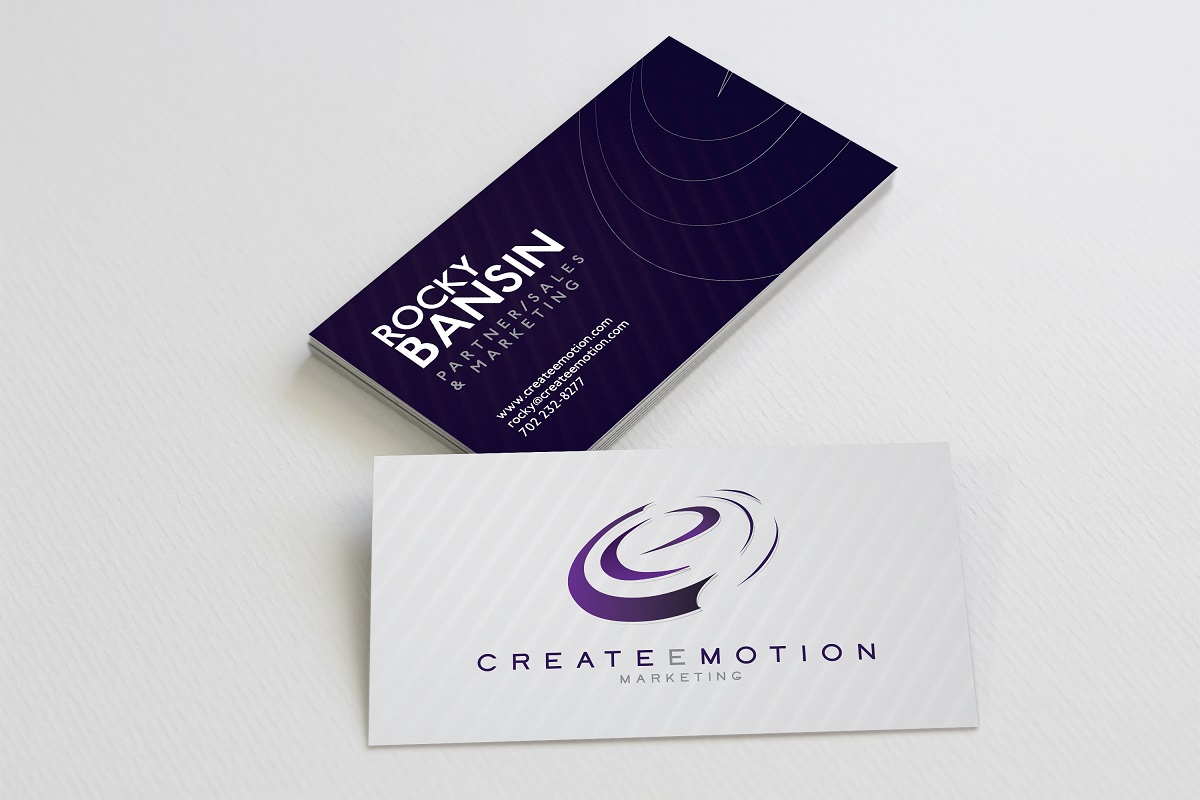 ROCKY
BANSIN
PARTNER/SALES
& MARKETING
www.createemotion.com
rocky@createemotion.com
702 232-8277
e
CREATEEMOTION
MARKETING